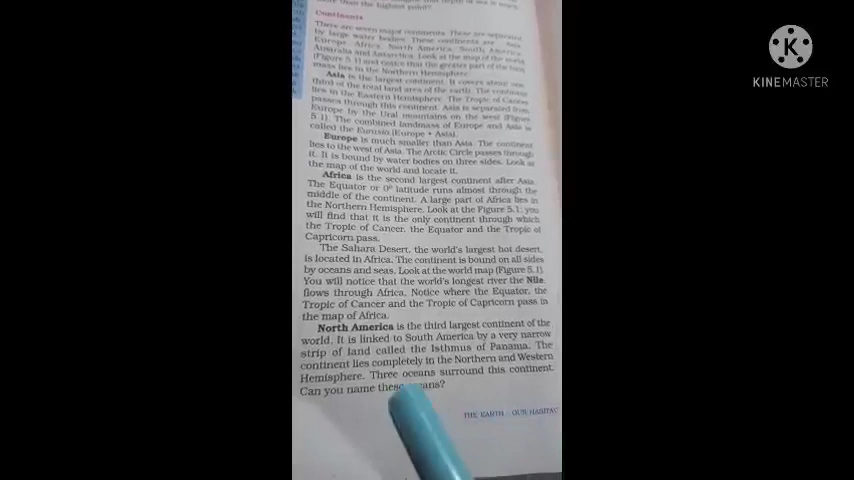 more than the highest point?
Continents
There are seven major continents. These are separated
by large water bodies. These continents are Asia,
Europe, Africa, North America, South America,
Australia and Antarctica. Look at the map of the world
(Figure 5.1) and notice that the greater part of the land
mass lies in the Northern Hemisphere.
Asia is the largest continent. It covers about one
third of the total land area of the earth. The continent
lies in the Eastern Hemisphere. The Tropic of Cancer
passes through this continent. Asia is separated from
Europe by the Ural mountains on the west (Figure
5.1). The combined landmass of Europe and Asia is
called the Eurasia (Europe + Asia).
Europe is much smaller than Asia. The continent
lies to the west of Asia. The Arctic Circle passes through
it. It is bound by water bodies on three sides. Look at
the map of the world and locate it.
Africa is the second largest continent after Asia.
The Equator or 0° latitude runs almost through the
middle of the continent. A large part of Africa lies in
the Northern Hemisphere. Look at the Figure 5.1; you
will find that it is the only continent through which
the Tropic of Cancer, the Equator and the Tropic of
Capricorn pass.
The Sahara Desert, the world's largest hot desert,
is located in Africa. The continent is bound on all sides
by oceans and seas. Look at the world map (Figure 5.1).
You will notice that the world's longest river the Nile,
flows through Africa. Notice where the Equator, the
Tropic of Cancer and the Tropic of Capricorn pass in
the map of Africa.
North America is the third largest continent of the
world. It is linked to South America by a very narrow
strip of land called the Isthmus of Panama. The
continent lies completely in the Northern and Western
Hemisphere. Three oceans surround this continent.
Can you name these oceans?
THE EARTH : OUR HABITAT
KINEMASTER